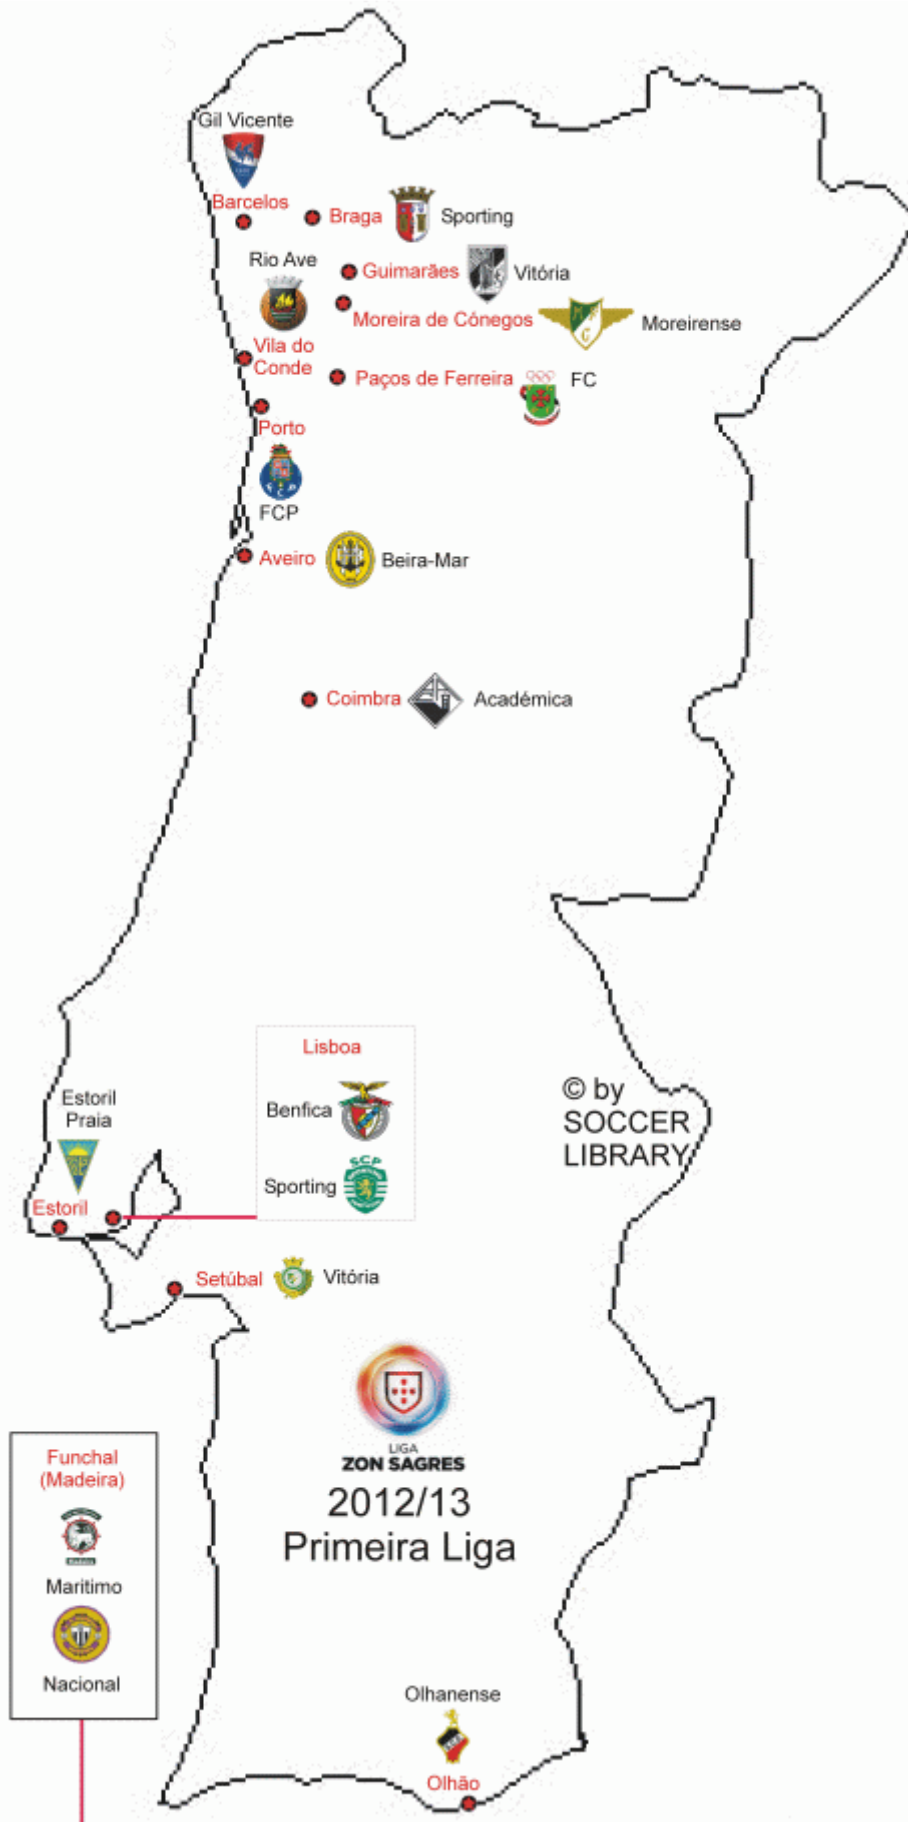 Gil Vicente
Barcelos
Braga
Sporting
Rio Ave
Guimarães
Vitória
Moreira de Cónegos
Moreirense
Vila do
Conde
Paços de Ferreira
FC
Porto
FCP
Aveiro
Beira-Mar
Coimbra
Académica
Lisboa
Benfica
SCP
Sporting
Estoril
Praia
Estoril
© by
SOCCER
LIBRARY
Setúbal
Vitória
LIGA
ZON SAGRES
2012/13
Primeira Liga
Funchal
(Madeira)
Maritimo
Nacional
Olhanense
Olhão